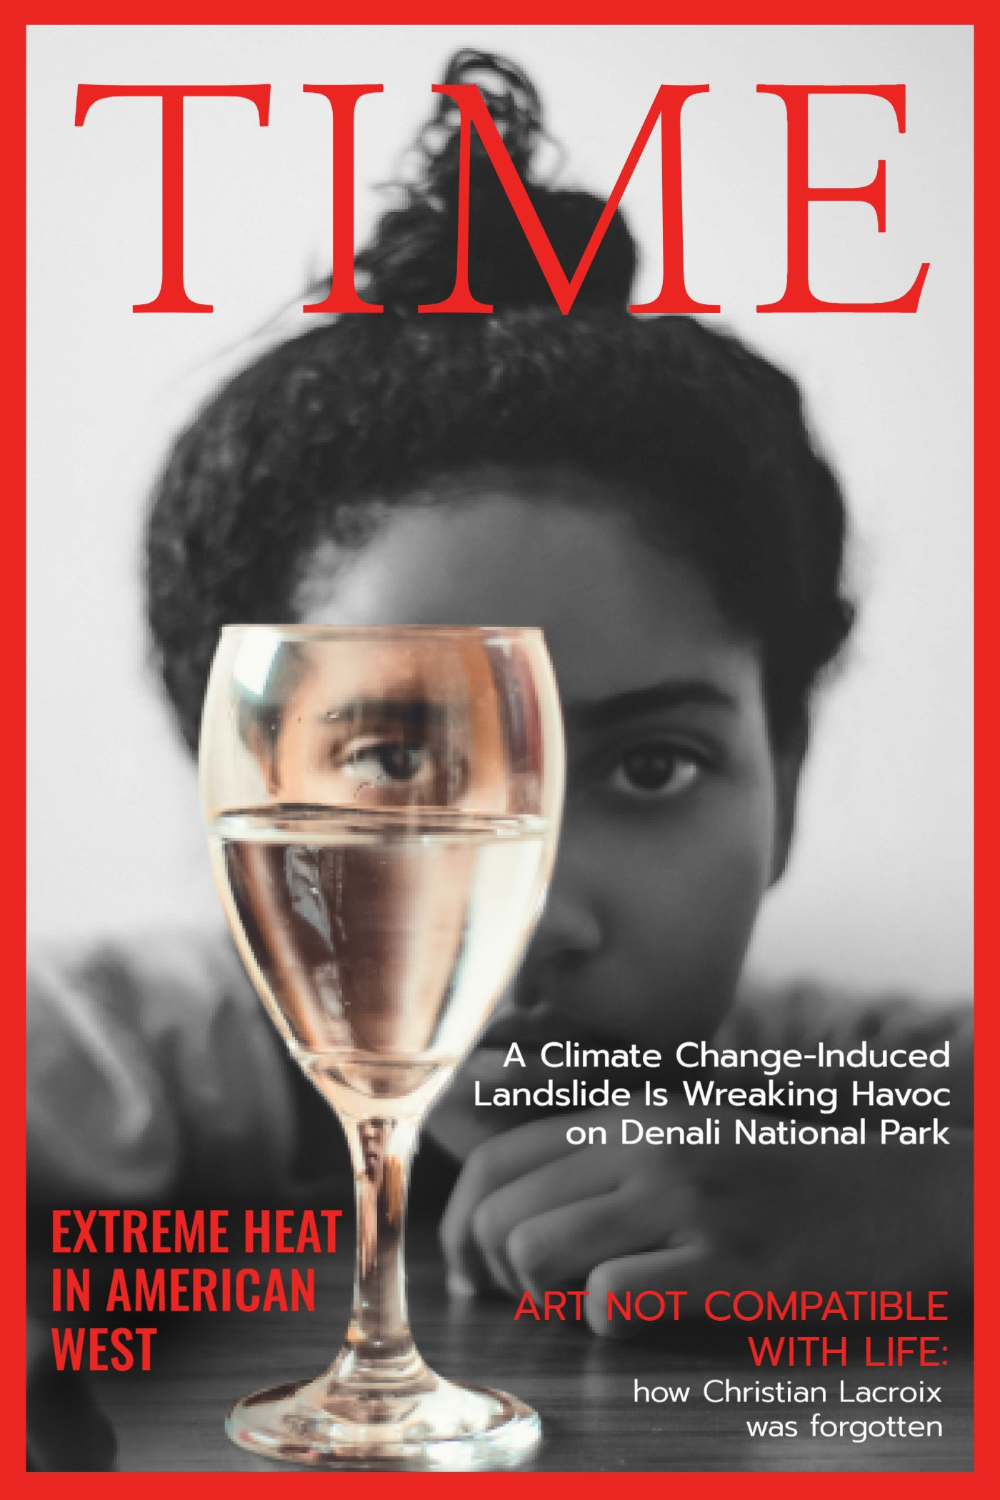 TIME
A Climate Change-Induced
Landslide Is Wreaking Havoc
on Denali National Park
EXTREME HEAT
IN AMERICAN
WEST
ART NOT COMPATIBLE
WITH LIFE:
how Christian Lacroix
was forgotten